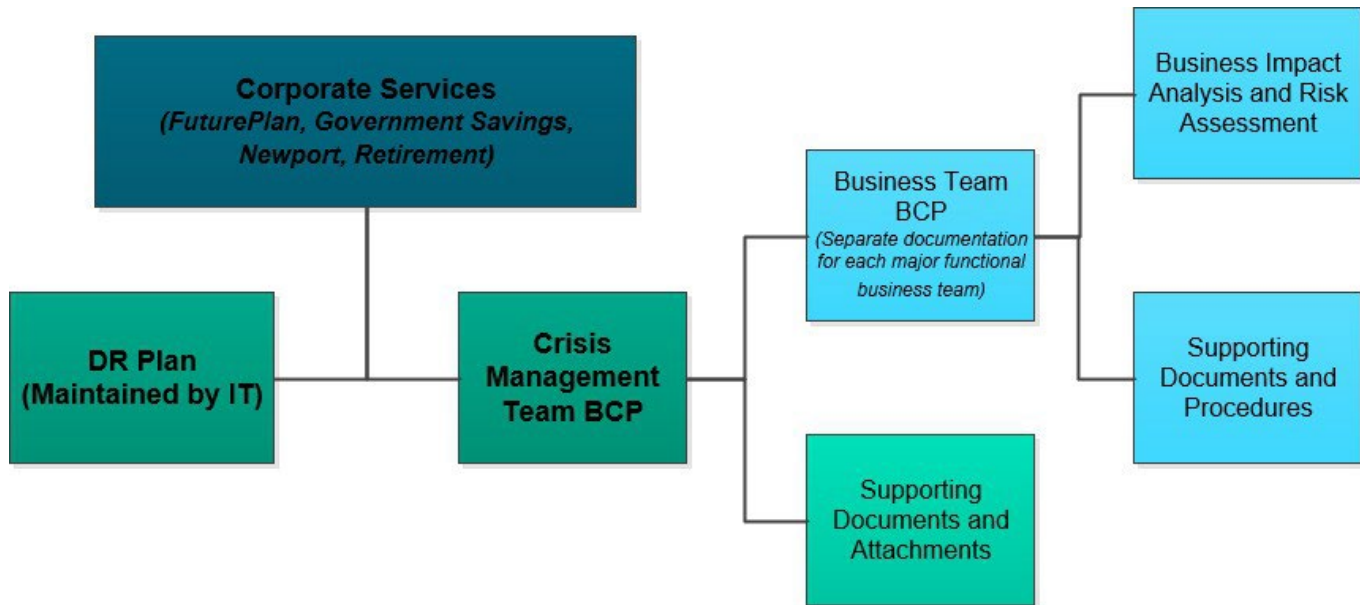 Corporate Services
(FuturePlan, Government Savings,
Newport, Retirement)
DR Plan
(Maintained by IT)
Crisis
Management
Team BCP
Business Team
BCP
(Separate documentation
for each major functional
business team)
Supporting
Documents and
Attachments
Business Impact
Analysis and Risk
Assessment
Supporting
Documents and
Procedures